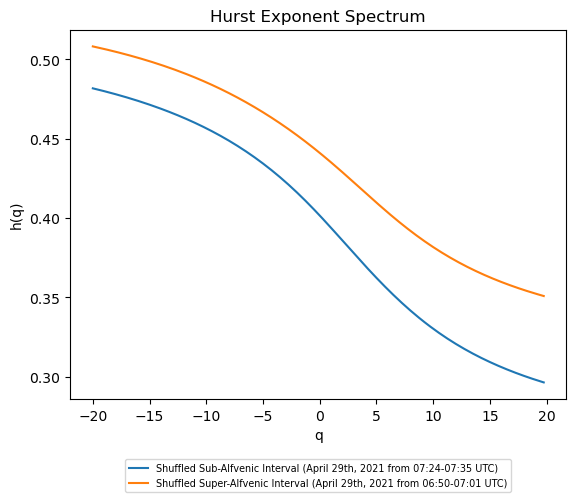 Hurst Exponent Spectrum
0.50
0.45
0.40
0.35
0.30
h(q)
−20 −15 −10 −5 0 5 10 15 20
q
Shuffled Sub-Alfvenic Interval (April 29th, 2021 from 07:24-07:35 UTC)
Shuffled Super-Alfvenic Interval (April 29th, 2021 from 06:50-07:01 UTC)